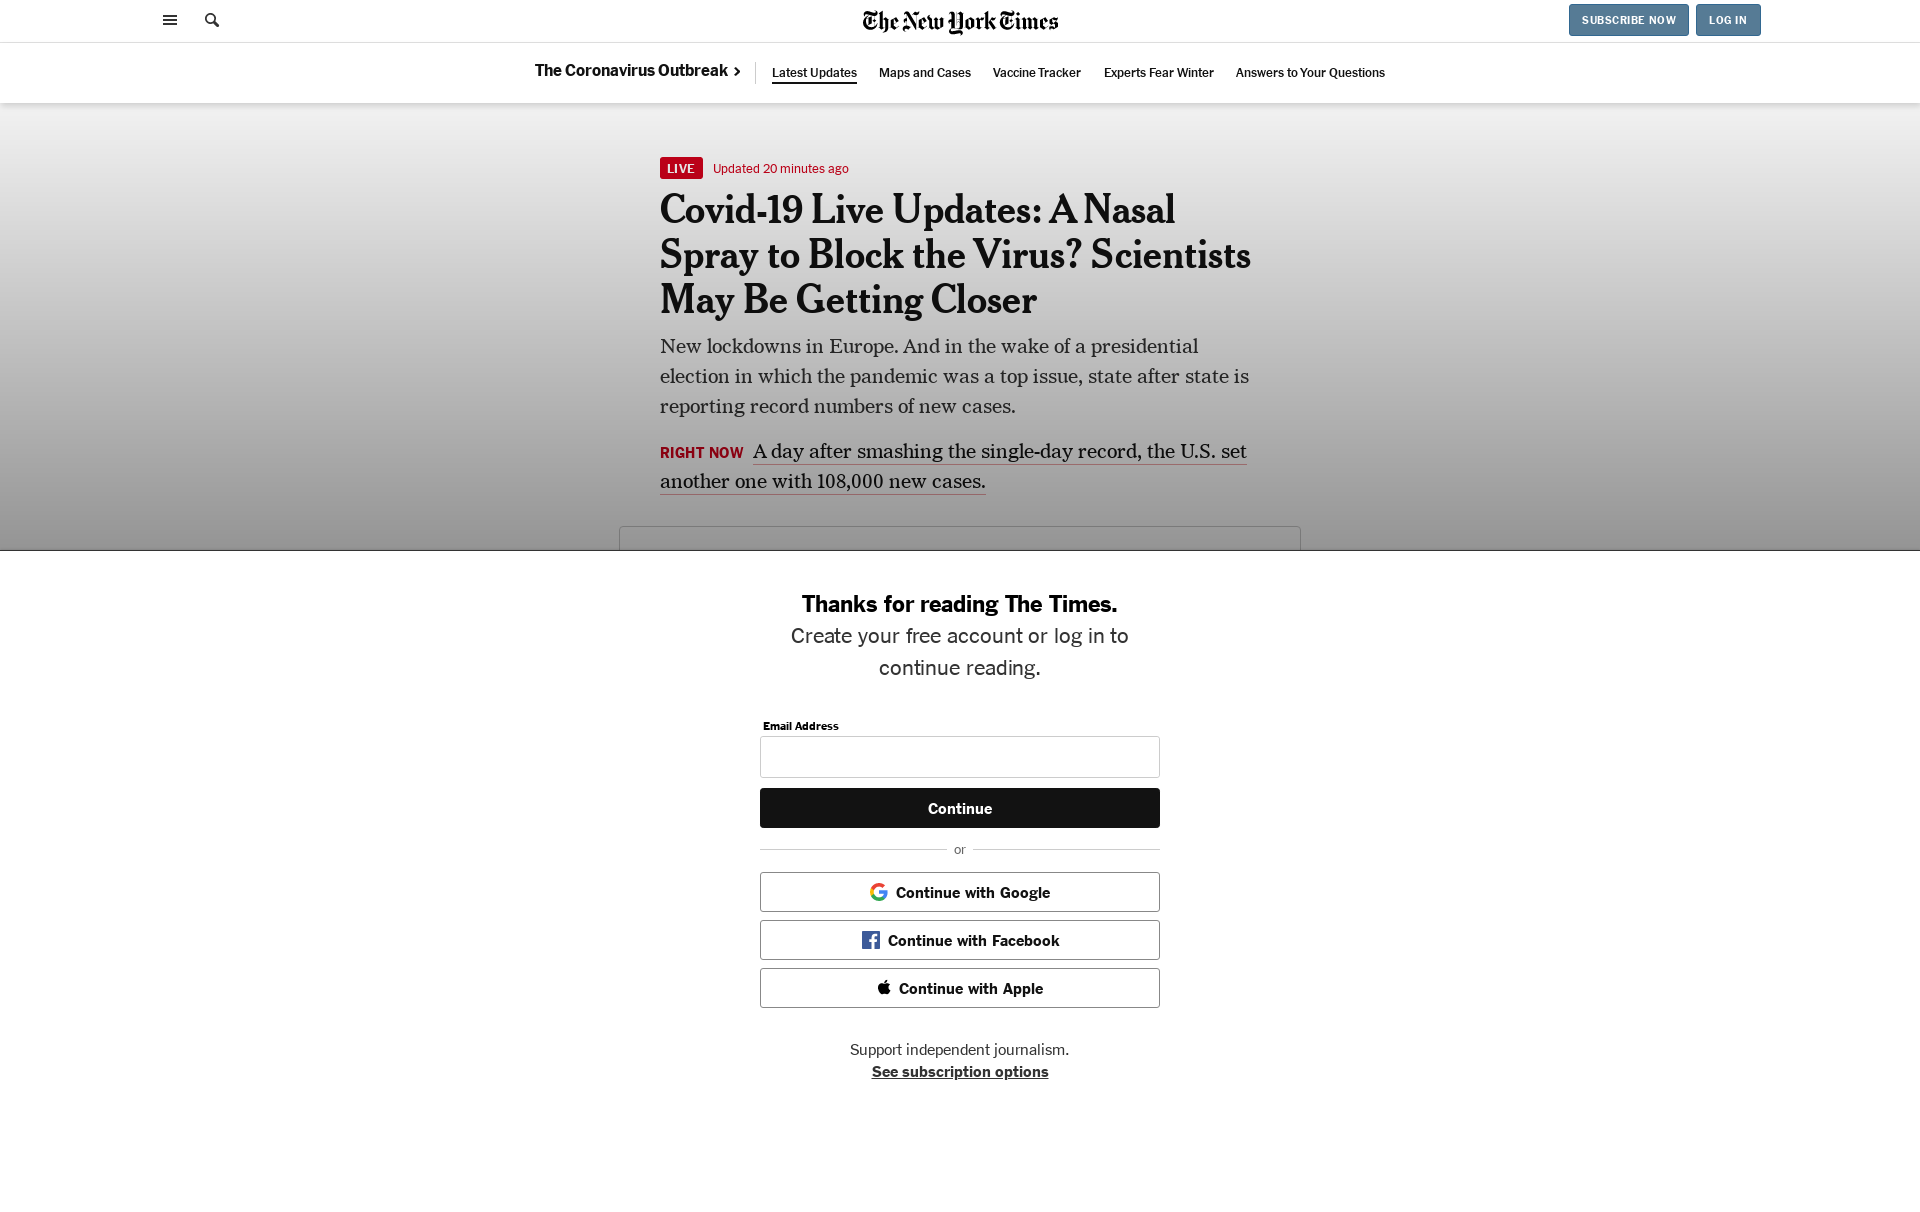 The New York Times
SUBSCRIBE NOW
LOG IN
The Coronavirus Outbreak
Latest Updates
Maps and Cases
Vaccine Tracker
Experts Fear Winter
Answers to Your Questions
LIVE Updated 20 minutes ago
Covid-19 Live Updates: A Nasal
Spray to Block the Virus? Scientists
May Be Getting Closer
New lockdowns in Europe. And in the wake of a presidential
election in which the pandemic was a top issue, state after state is
reporting record numbers of new cases.
RIGHT NOW A day after smashing the single-day record, the U.S. set
another one with 108,000 new cases.
Thanks for reading The Times.
Create your free account or log in to
continue reading.
Email Address
Continue
or
Continue with Google
Continue with Facebook
Continue with Apple
Support independent journalism.
See subscription options